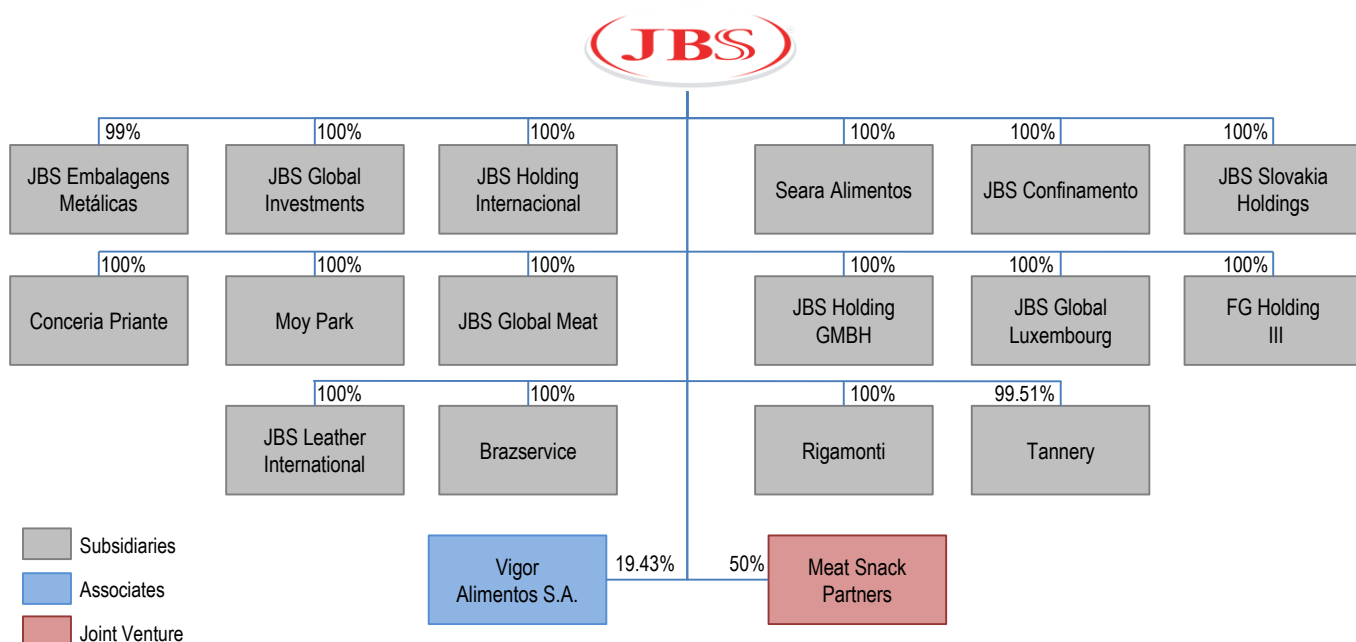 JBS
99%
100%
100%
100%
100%
100%
JBS Embalagens
Metálicas
JBS Global
Investments
JBS Holding
Internacional
Seara Alimentos
JBS Confinamento
JBS Slovakia
Holdings
100%
100%
100%
100%
100%
100%
Conceria Priante
Moy Park
JBS Global Meat
JBS Holding
GMBH
JBS Global
Luxembourg
FG Holding
III
100%
100%
100%
99.51%
JBS Leather
International
Brazservice
Rigamonti
Tannery
Subsidiaries
Associates
Joint Venture
Vigor
Alimentos S.A.
19.43%
50%
Meat Snack
Partners